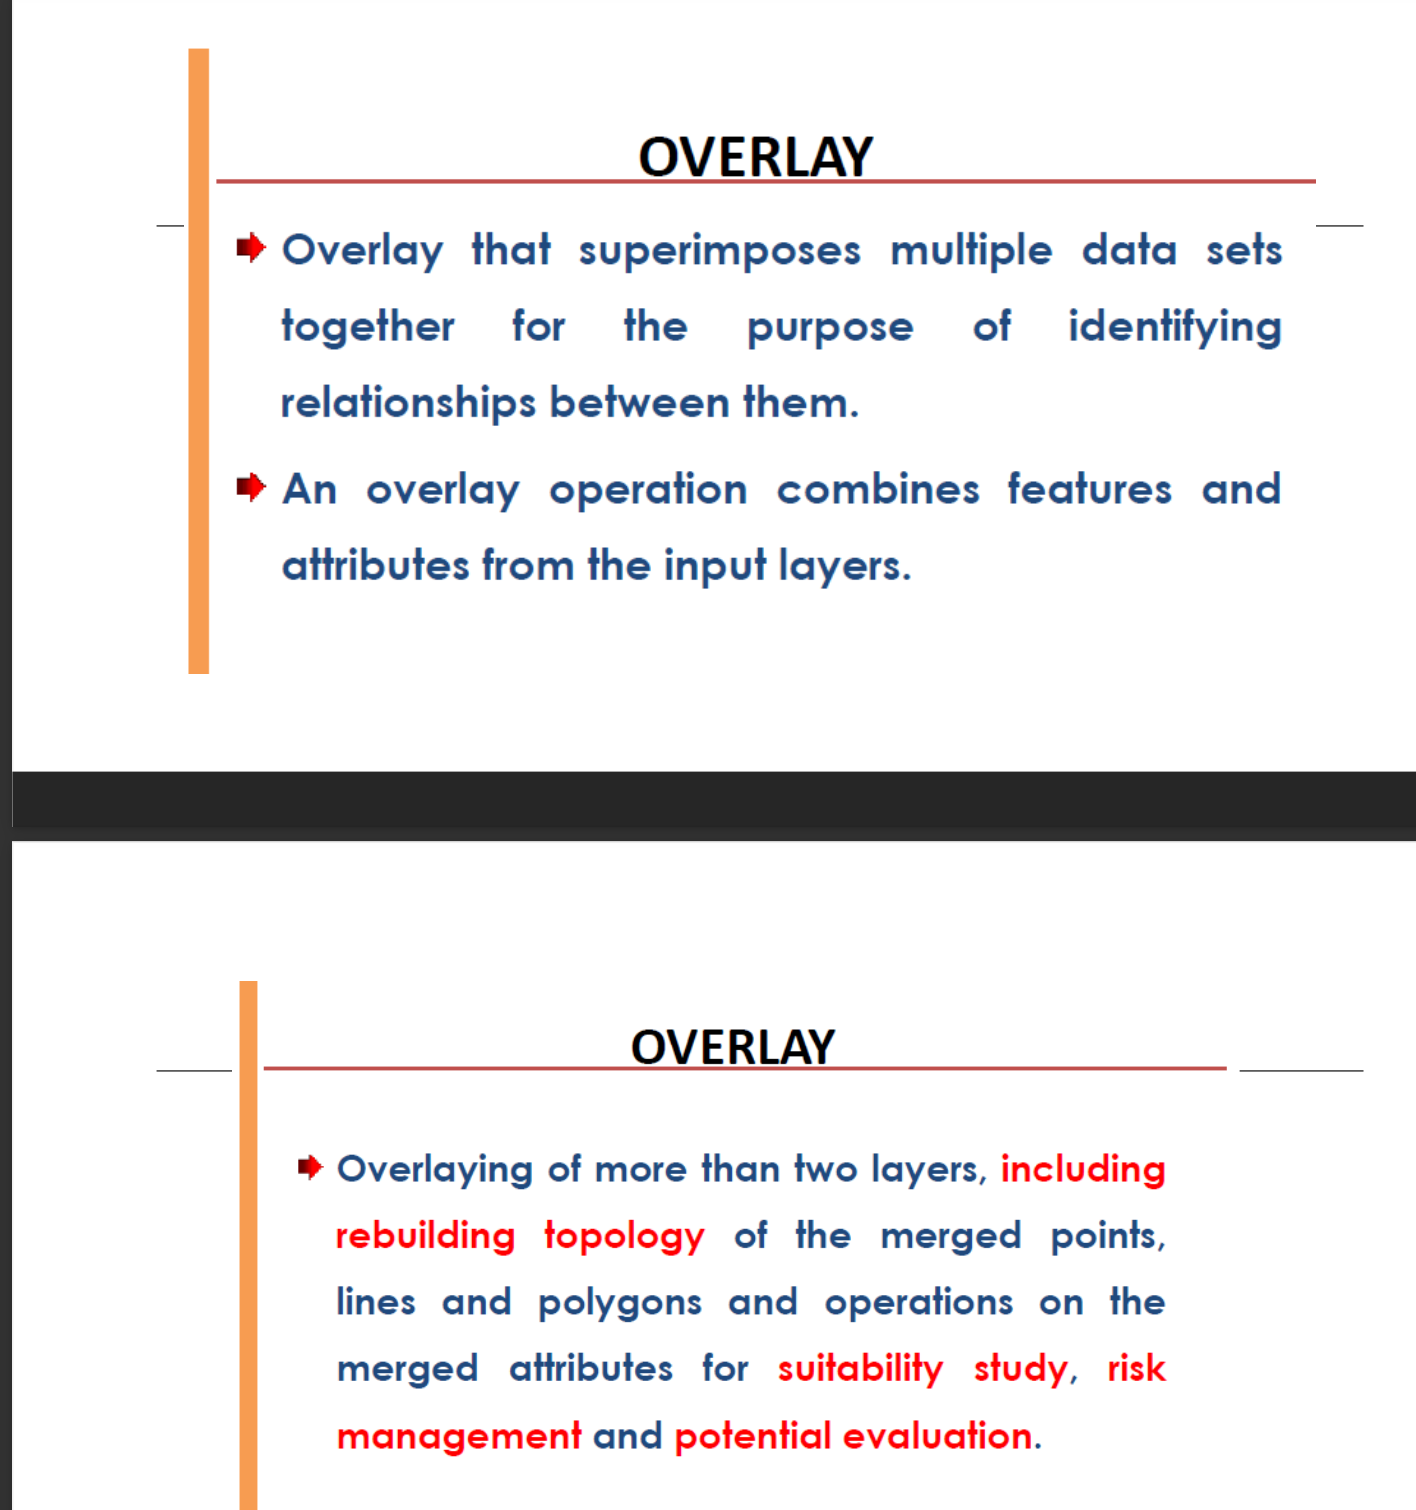 OVERLAY
Overlay that superimposes multiple data sets
together for the purpose of identifying
relationships between them.
An overlay operation combines features and
attributes from the input layers.
OVERLAY
Overlaying of more than two layers, including
rebuilding topology of the merged points,
lines and polygons and operations on the
merged attributes for suitability study, risk
management and potential evaluation.